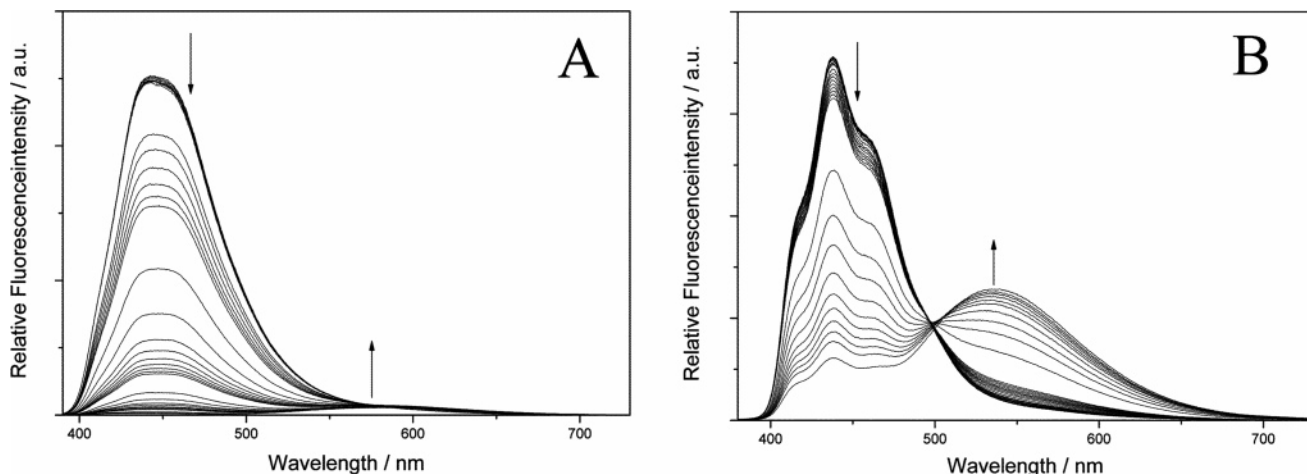 A
Relative Fluorescenceintensity / a.u.
400 500 600 700
Wavelength / nm
B
Relative Fluorescenceintensity / a.u.
400 500 600 700
Wavelength / nm